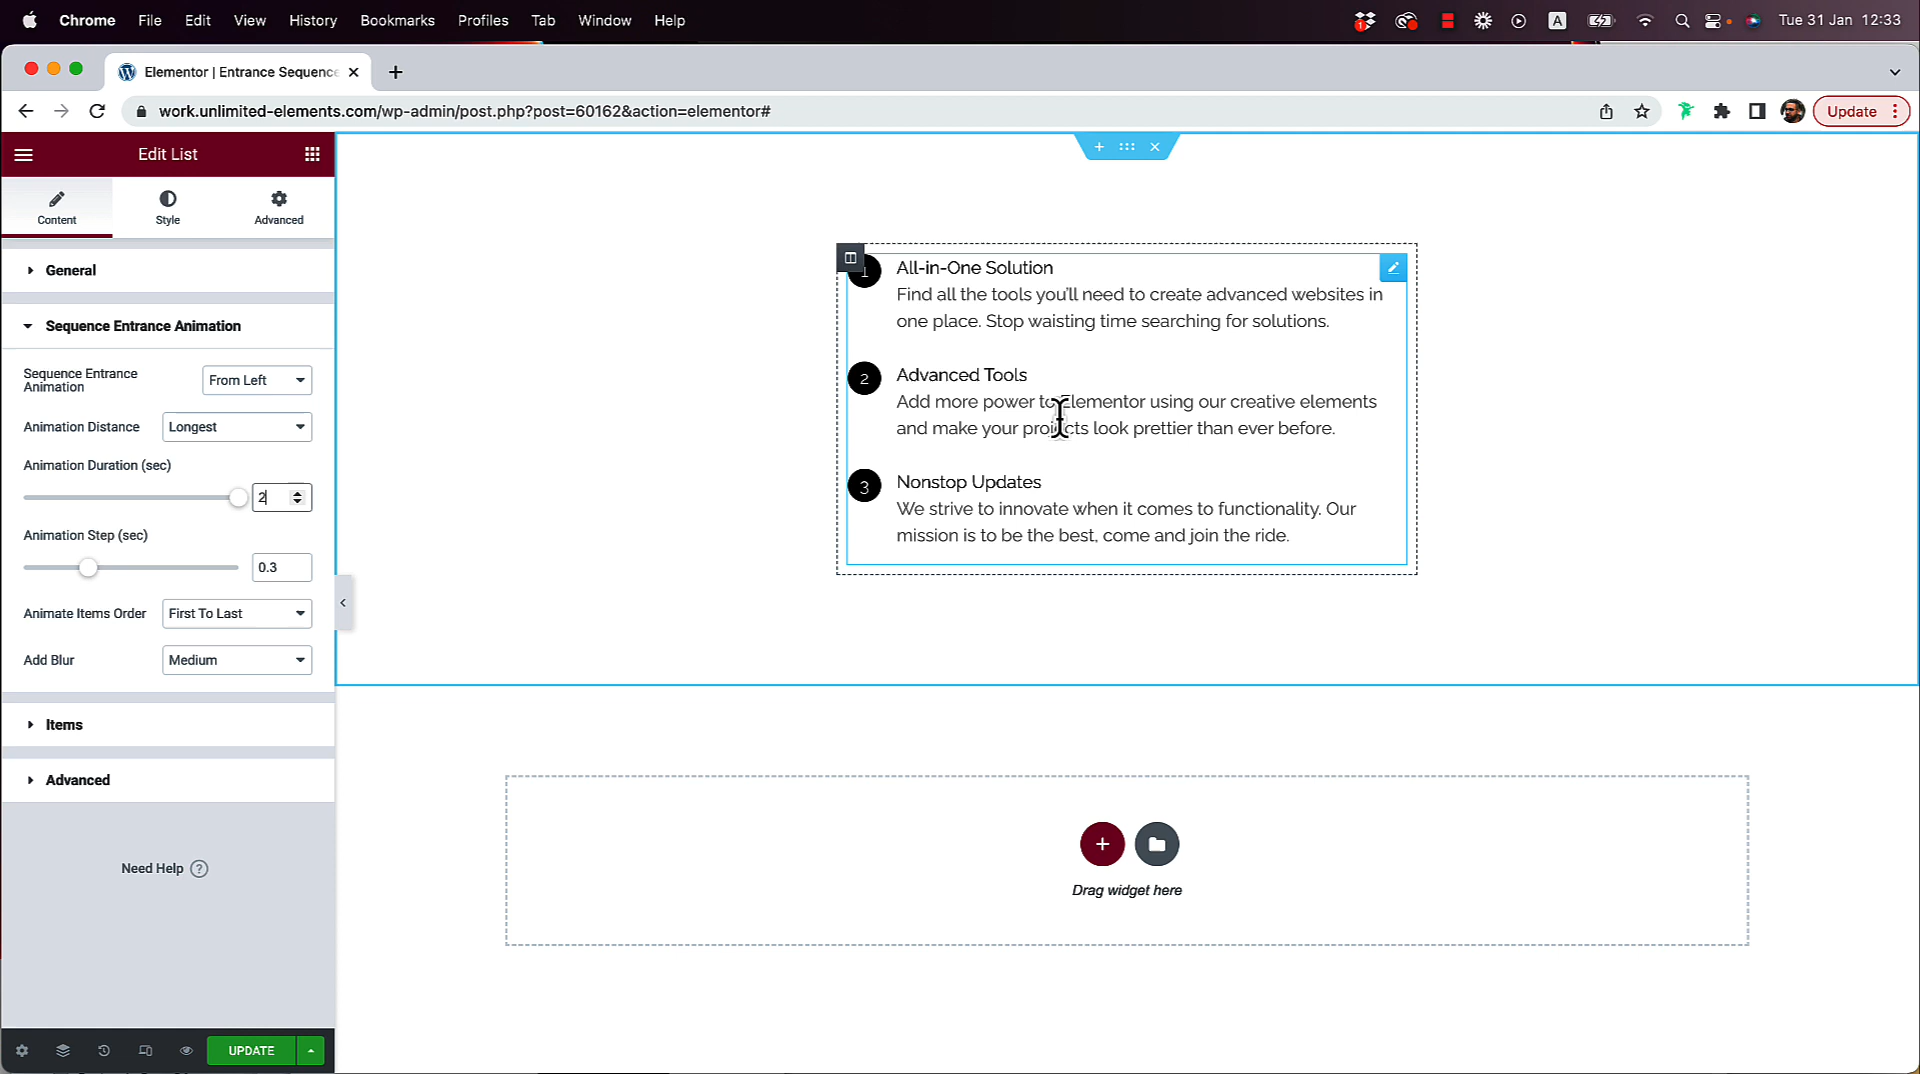 Chrome File Edit View History Bookmarks Profiles Tab Window Help
1 A Tue 31 Jan 12:33
Elementor | Entrance Sequence
work.unlimited-elements.com/wp-admin/post.php?post=60162&action=elementor#
Update
Edit List
Content Style Advanced
General
Sequence Entrance Animation
Sequence Entrance
Animation
From Left
Animation Distance Longest
Animation Duration (sec)
2
Animation Step (sec)
0.3
Animate Items Order First To Last
Add Blur Medium
Items
Advanced
Need Help ?
UPDATE
1 All-in-One Solution
Find all the tools you'll need to create advanced websites in
one place. Stop waisting time searching for solutions.
2 Advanced Tools
Add more power to Elementor using our creative elements
and make your projects look prettier than ever before.
3 Nonstop Updates
We strive to innovate when it comes to functionality. Our
mission is to be the best, come and join the ride.
Drag widget here